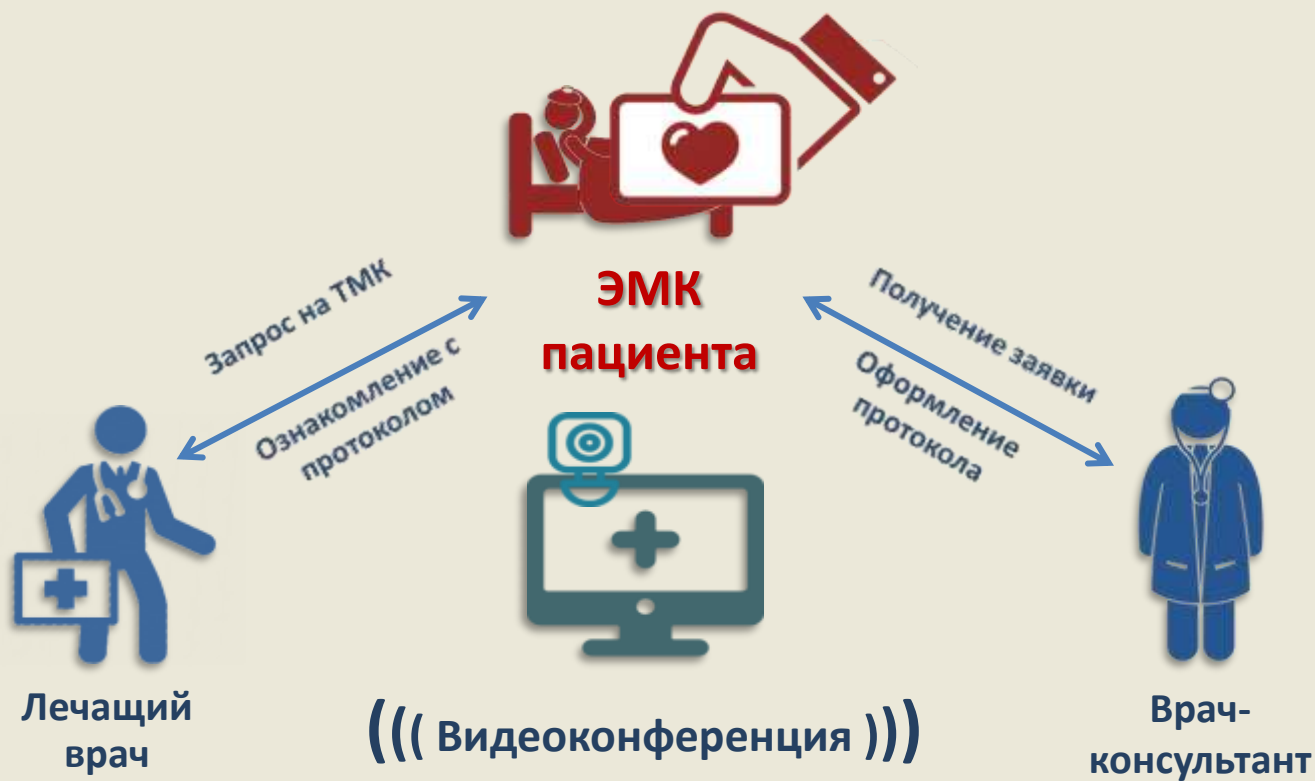 ЭМК
пациента
Запрос на ТМК
Ознакомление с
протоколом
Получение заявки
Оформление
протокола
Лечащий
врач
((( Видеоконференция )))
Врач-
консультант